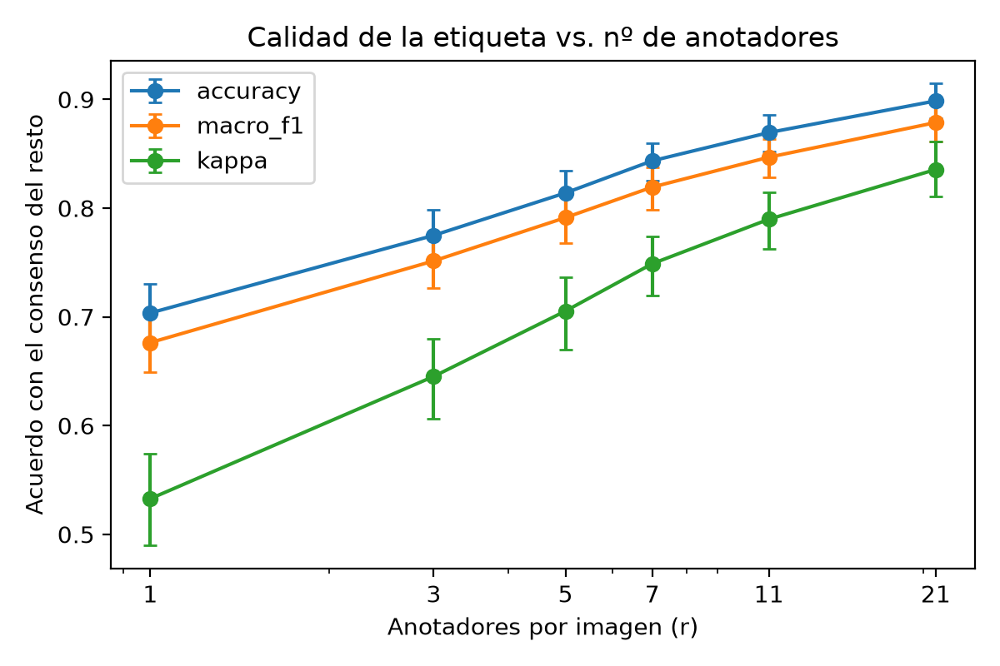 Calidad de la etiqueta vs. nº de anotadores
accuracy
macro_f1
kappa
Acuerdo con el consenso del resto
0.9
0.8
0.7
0.6
0.5
1 3 5 7 11 21
Anotadores por imagen (r)